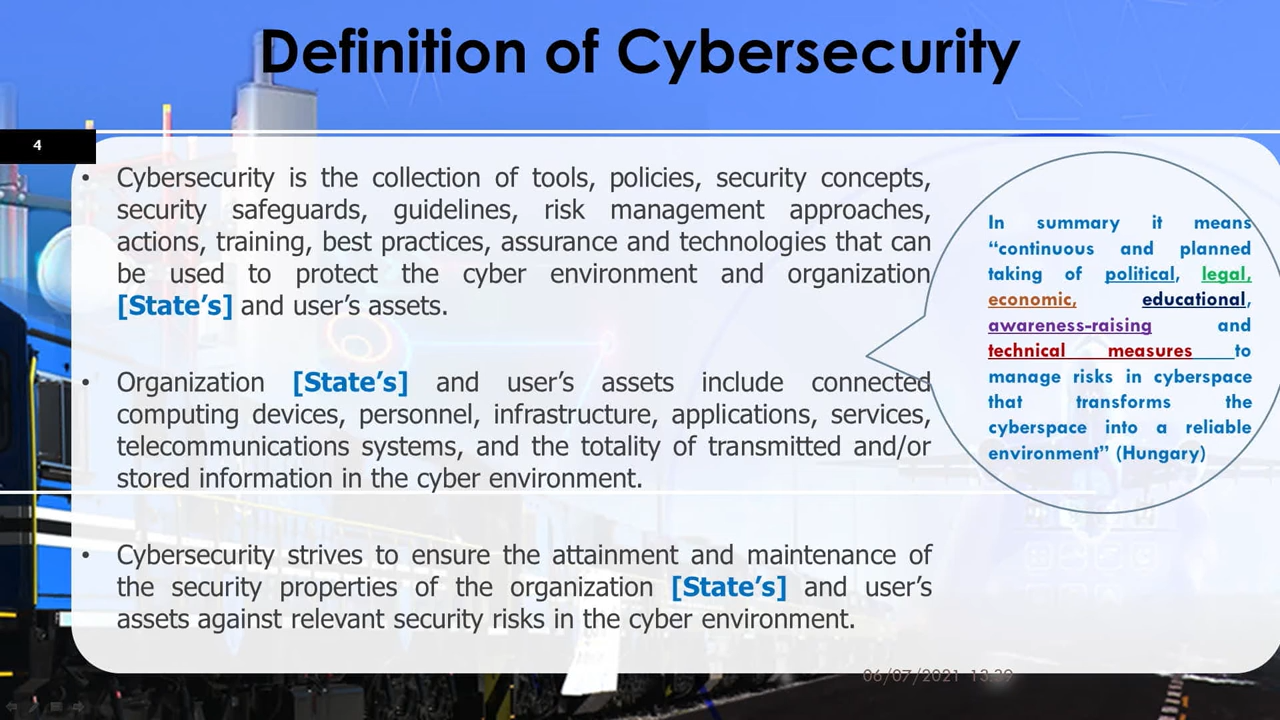 Definition of Cybersecurity
4
• Cybersecurity is the collection of tools, policies, security concepts,
security safeguards, guidelines, risk management approaches,
actions, training, best practices, assurance and technologies that can
be used to protect the cyber environment and organization
[State’s] and user’s assets.
• Organization [State’s] and user’s assets include connected
computing devices, personnel, infrastructure, applications, services,
telecommunications systems, and the totality of transmitted and/or
stored information in the cyber environment.
• Cybersecurity strives to ensure the attainment and maintenance of
the security properties of the organization [State’s] and user’s
assets against relevant security risks in the cyber environment.
In summary it means
“continuous and planned
taking of political, legal,
economic, educational,
awareness-raising and
technical measures to
manage risks in cyberspace
that transforms the
cyberspace into a reliable
environment” (Hungary)
06/07/2021 13:39